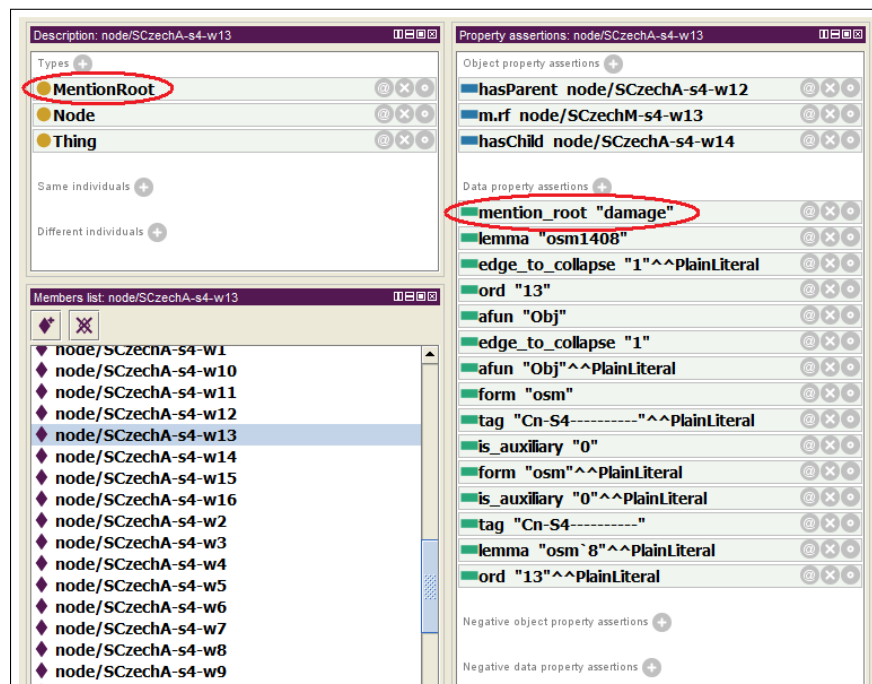 Description: node/SCzechA-s4-w13
Types
MentionRoot
Node
Thing
Same individuals
Different individuals
Members list: node/SCzechA-s4-w13
node/SCzechA-s4-w1
node/SCzechA-s4-w10
node/SCzechA-s4-w11
node/SCzechA-s4-w12
node/SCzechA-s4-w13
node/SCzechA-s4-w14
node/SCzechA-s4-w15
node/SCzechA-s4-w16
node/SCzechA-s4-w2
node/SCzechA-s4-w3
node/SCzechA-s4-w4
node/SCzechA-s4-w5
node/SCzechA-s4-w6
node/SCzechA-s4-w7
node/SCzechA-s4-w8
node/SCzechA-s4-w9
Property assertions: node/SCzechA-s4-w13
Object property assertions
hasParent node/SCzechA-s4-w12
m.rf node/SCzechM-s4-w13
hasChild node/SCzechA-s4-w14
Data property assertions
mention_root "damage"
lemma "osm1408"
edge_to_collapse "1"^^PlainLiteral
ord "13"
afun "Obj"
edge_to_collapse "1"
afun "Obj"^^PlainLiteral
form "osm"
tag "Cn-S4----------"^^PlainLiteral
is_auxiliary "0"
form "osm"^^PlainLiteral
is_auxiliary "0"^^PlainLiteral
tag "Cn-S4----------"
lemma "osm`8"^^PlainLiteral
ord "13"^^PlainLiteral
Negative object property assertions
Negative data property assertions